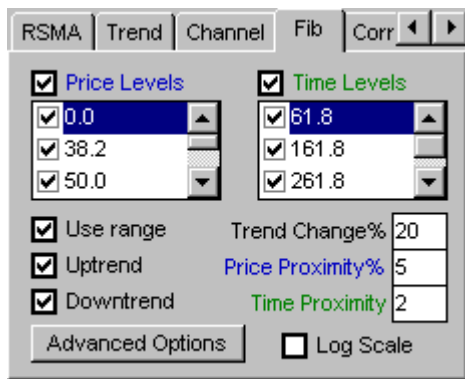 RSMA Trend Channel Fib Corr
Price Levels Time Levels
0.0 61.8
38.2 161.8
50.0 261.8
Use range Trend Change% 20
Uptrend Price Proximity% 5
Downtrend Time Proximity 2
Advanced Options Log Scale